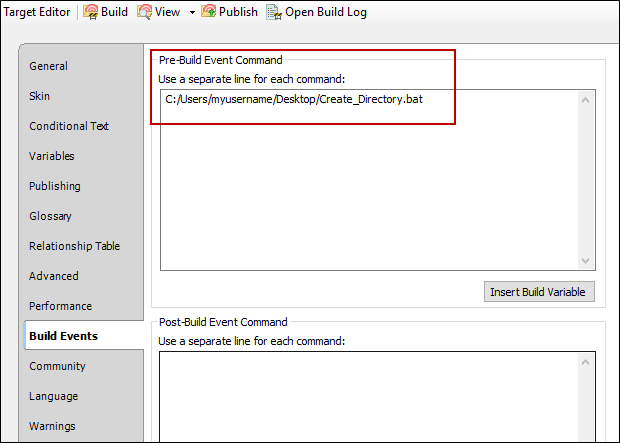 Target Editor Build View Publish Open Build Log
General
Skin
Conditional Text
Variables
Publishing
Glossary
Relationship Table
Advanced
Performance
Build Events
Community
Language
Warnings
Pre-Build Event Command
Use a separate line for each command:
C:/Users/myusername/Desktop/Create_Directory.bat
Insert Build Variable
Post-Build Event Command
Use a separate line for each command: